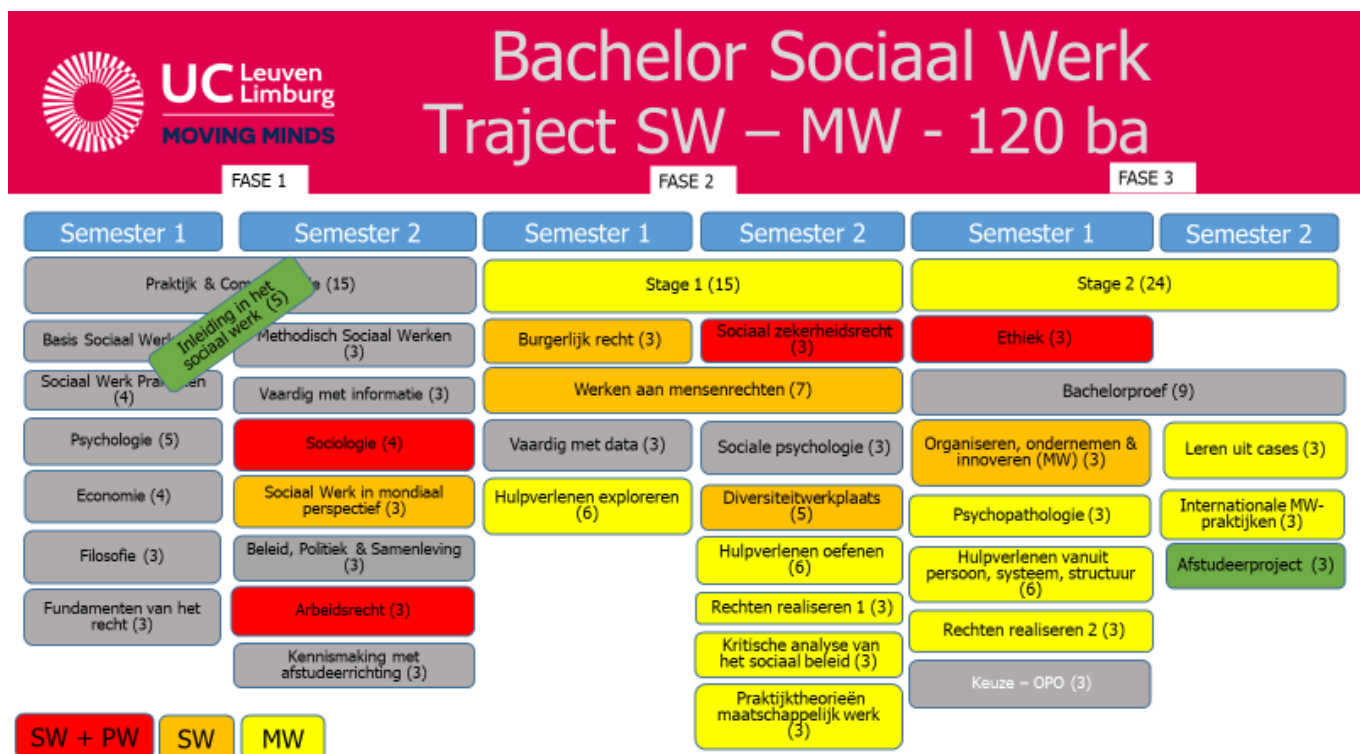 UC Leuven
Limburg
MOVING MINDS
Bachelor Sociaal Werk
Traject SW – MW - 120 ba
FASE 1
FASE 2
FASE 3
Semester 1
Semester 2
Semester 1
Semester 2
Semester 1
Semester 2
Praktijk & Com
e (15)
Inleiding in het
sociaal werk (5)
Stage 1 (15)
Stage 2 (24)
Basis Sociaal Wer
Methodisch Sociaal Werken
(3)
Burgerlijk recht (3)
Sociaal zekerheidsrecht
(3)
Ethiek (3)
Sociaal Werk Pra
en
(4)
Vaardig met informatie (3)
Werken aan mensenrechten (7)
Bachelorproef (9)
Psychologie (5)
Sociologie (4)
Vaardig met data (3)
Sociale psychologie (3)
Organiseren, ondernemen &
innoveren (MW) (3)
Leren uit cases (3)
Economie (4)
Sociaal Werk in mondiaal
perspectief (3)
Hulpverlenen exploreren
(6)
Diversiteitwerkplaats
(5)
Psychopathologie (3)
Internationale MW-
praktijken (3)
Filosofie (3)
Beleid, Politiek & Samenleving
(3)
Hulpverlenen oefenen
(6)
Hulpverlenen vanuit
persoon, systeem, structuur
(6)
Afstudeerproject (3)
Fundamenten van het
recht (3)
Arbeidsrecht (3)
Rechten realiseren 1 (3)
Rechten realiseren 2 (3)
Kennismaking met
afstudeerrichting (3)
Kritische analyse van
het sociaal beleid (3)
Keuze – OPO (3)
Praktijktheorieën
maatschappelijk werk
(3)
SW + PW
SW
MW